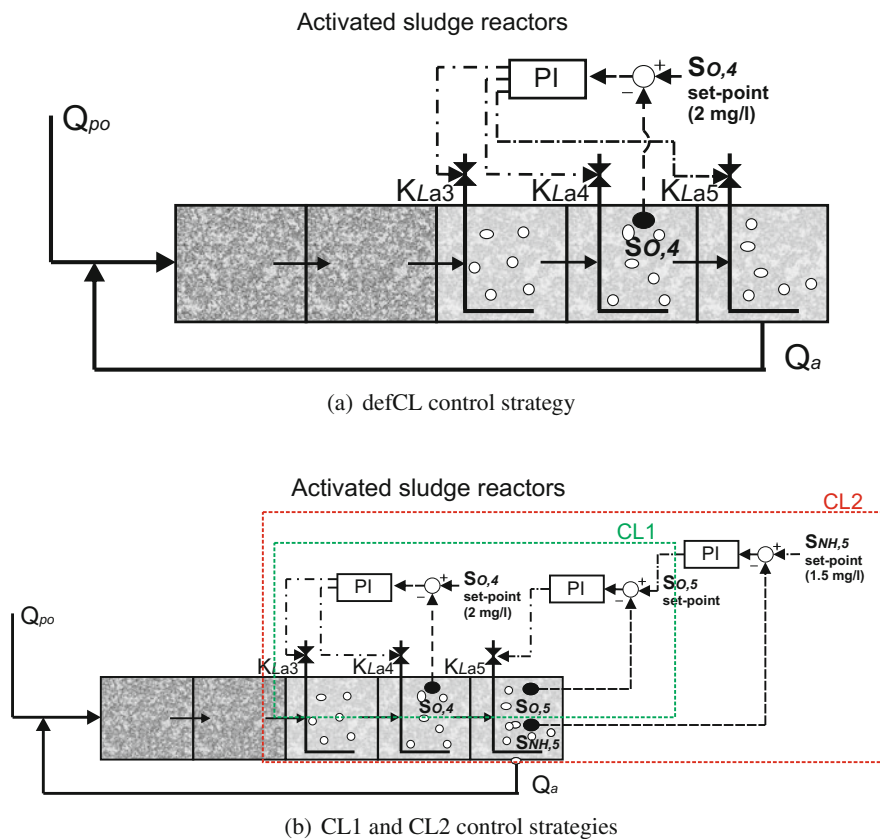 Activated sludge reactors
PI
+
−
SO,4
set-point
(2 mg/l)
Qpo
KLa3
KLa4
KLa5
SO,4
Qa
(a) defCL control strategy
Activated sludge reactors
CL2
CL1
PI
+
−
SNH,5
set-point
(1.5 mg/l)
PI
+
−
SO,4
set-point
(2 mg/l)
PI
+
−
SO,5
set-point
Qpo
KLa3
KLa4
KLa5
SO,4
SO,5
SNH,5
Qa
(b) CL1 and CL2 control strategies